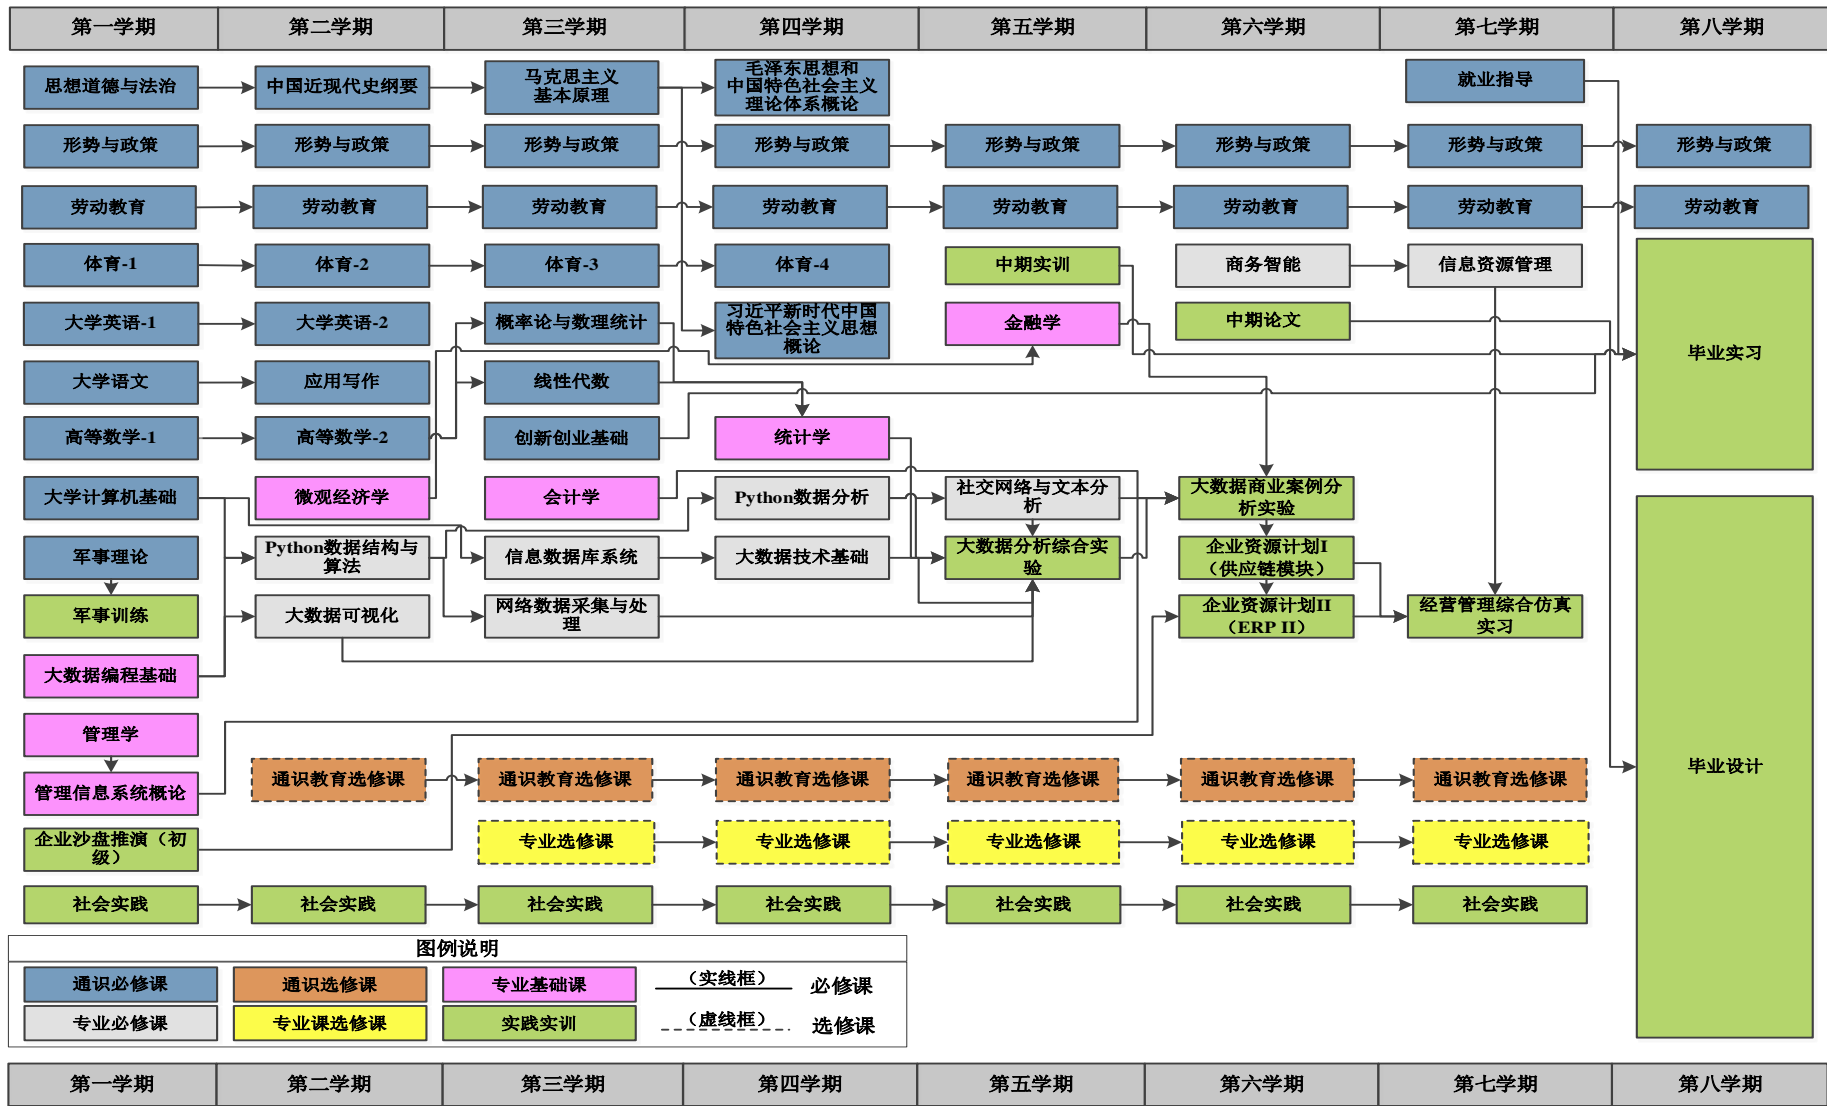 第一学期 第二学期 第三学期 第四学期 第五学期 第六学期 第七学期 第八学期
思想道德与法治
中国近现代史纲要
马克思主义
基本原理
毛泽东思想和
中国特色社会主义
理论体系概论
就业指导
形势与政策 形势与政策 形势与政策 形势与政策 形势与政策 形势与政策 形势与政策 形势与政策
劳动教育 劳动教育 劳动教育 劳动教育 劳动教育 劳动教育 劳动教育 劳动教育
体育-1 体育-2 体育-3 体育-4 中期实训 商务智能 信息资源管理
大学英语-1 大学英语-2 概率论与数理统计
习近平新时代中国
特色社会主义思想
概论
金融学
中期论文
毕业实习
大学语文 应用写作 线性代数
高等数学-1 高等数学-2 创新创业基础 统计学
大学计算机基础 微观经济学 会计学 Python数据分析
社交网络与文本分
析
大数据商业案例分
析实验
军事理论
Python数据结构与
算法
信息数据库系统 大数据技术基础
大数据分析综合实
验
企业资源计划I
（供应链模块）
军事训练 大数据可视化
网络数据采集与处
理
企业资源计划II
（ERP II）
经营管理综合仿真
实习
大数据编程基础
管理学
管理信息系统概论
通识教育选修课 通识教育选修课 通识教育选修课 通识教育选修课 通识教育选修课 通识教育选修课
毕业设计
企业沙盘推演（初
级）
专业选修课 专业选修课 专业选修课 专业选修课 专业选修课
社会实践 社会实践 社会实践 社会实践 社会实践 社会实践 社会实践
图例说明
通识必修课 通识选修课 专业基础课 （实线框） 必修课
专业必修课 专业课选修课 实践实训 （虚线框） 选修课
第一学期 第二学期 第三学期 第四学期 第五学期 第六学期 第七学期 第八学期